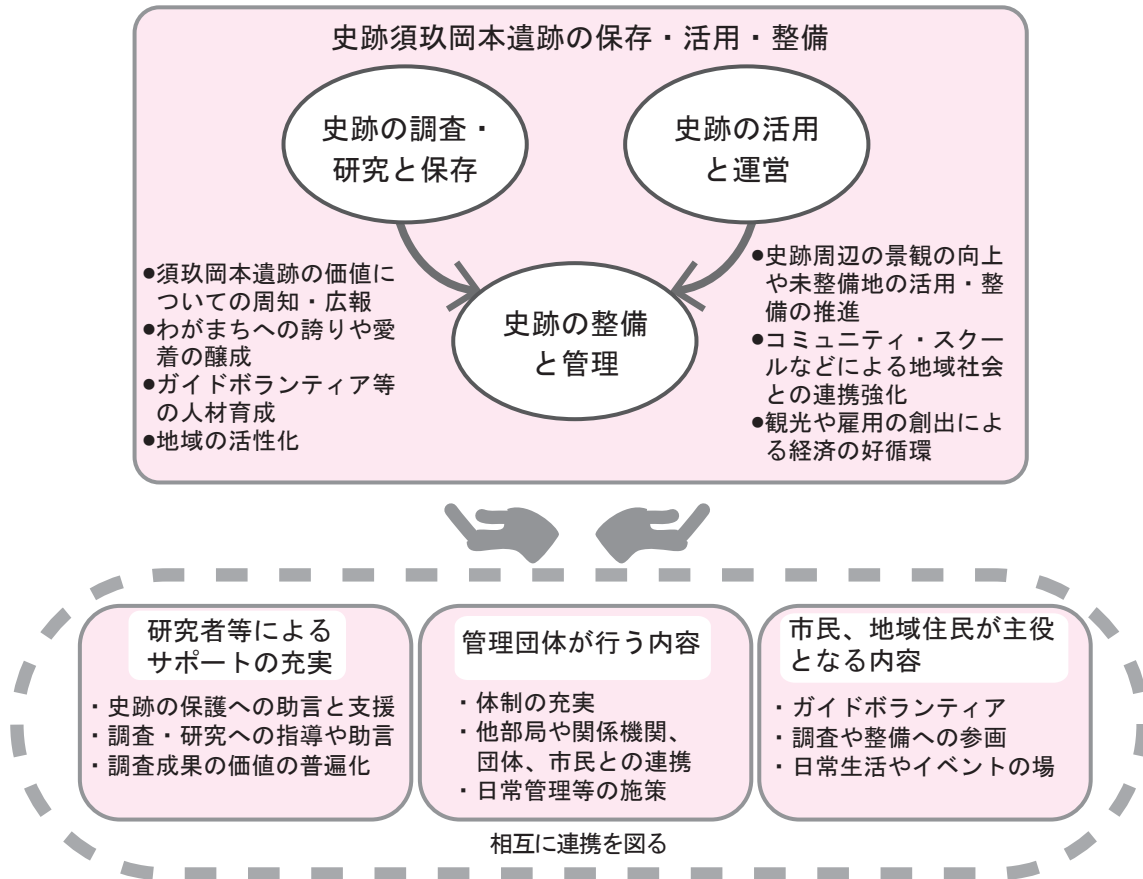 史跡須玖岡本遺跡の保存・活用・整備
史跡の調査・
研究と保存
史跡の活用
と運営
史跡の整備
と管理
●須玖岡本遺跡の価値に
ついての周知・広報
●わがまちへの誇りや愛
着の醸成
●ガイドボランティア等
の人材育成
●地域の活性化
●史跡周辺の景観の向上
や未整備地の活用・整
備の推進
●コミュニティ・スクー
ルなどによる地域社会
との連携強化
●観光や雇用の創出によ
る経済の好循環
研究者等による
サポートの充実
・史跡の保護への助言と支援
・調査・研究への指導や助言
・調査成果の価値の普遍化
管理団体が行う内容
・体制の充実
・他部局や関係機関、
団体、市民との連携
・日常管理等の施策
市民、地域住民が主役
となる内容
・ガイドボランティア
・調査や整備への参画
・日常生活やイベントの場
相互に連携を図る